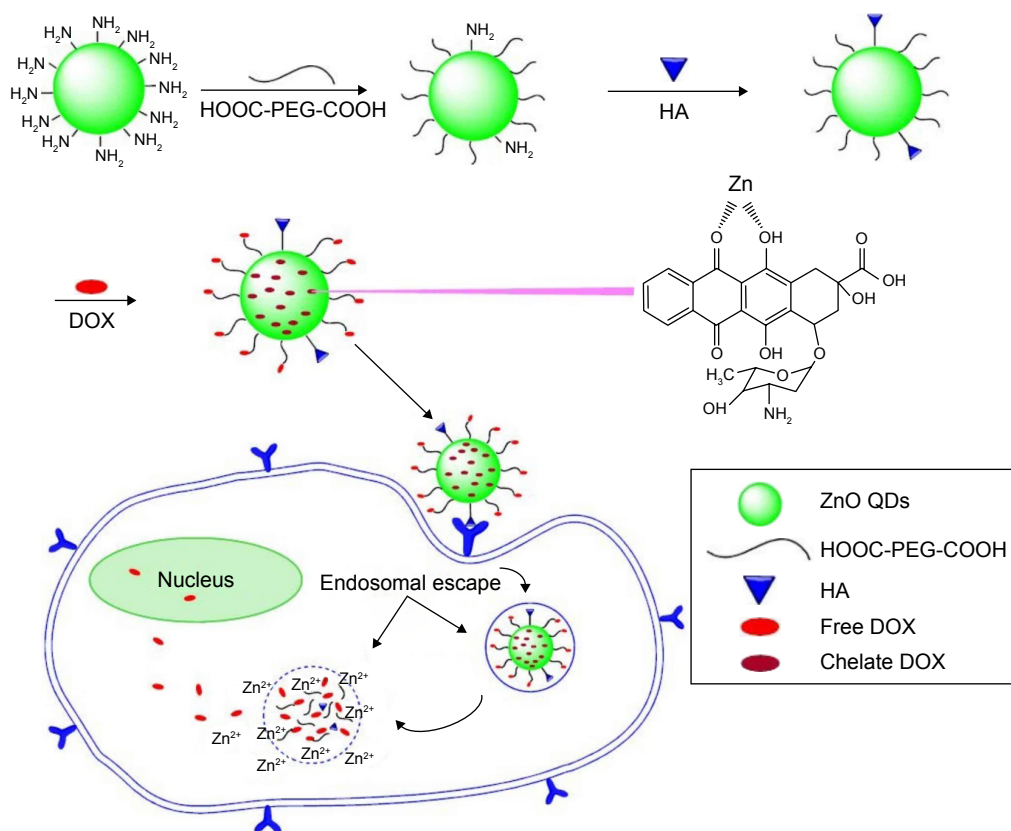 NH₂
H₂N
NH₂
H₂N
NH₂
H₂N
NH₂
H₂N
NH₂
H₂N
NH₂
H₂N
NH₂
NH₂
HOOC-PEG-COOH
NH₂
NH₂
HA
DOX
Zn
O
OH
O
OH
OH
O
OH
O
H₃C
O
OH
NH₂
Nucleus
Endosomal escape
Zn²⁺
Zn²⁺
Zn²⁺
Zn²⁺
Zn²⁺
Zn²⁺
Zn²⁺
Zn²⁺
Zn²⁺
Zn²⁺
ZnO QDs
HOOC-PEG-COOH
HA
Free DOX
Chelate DOX